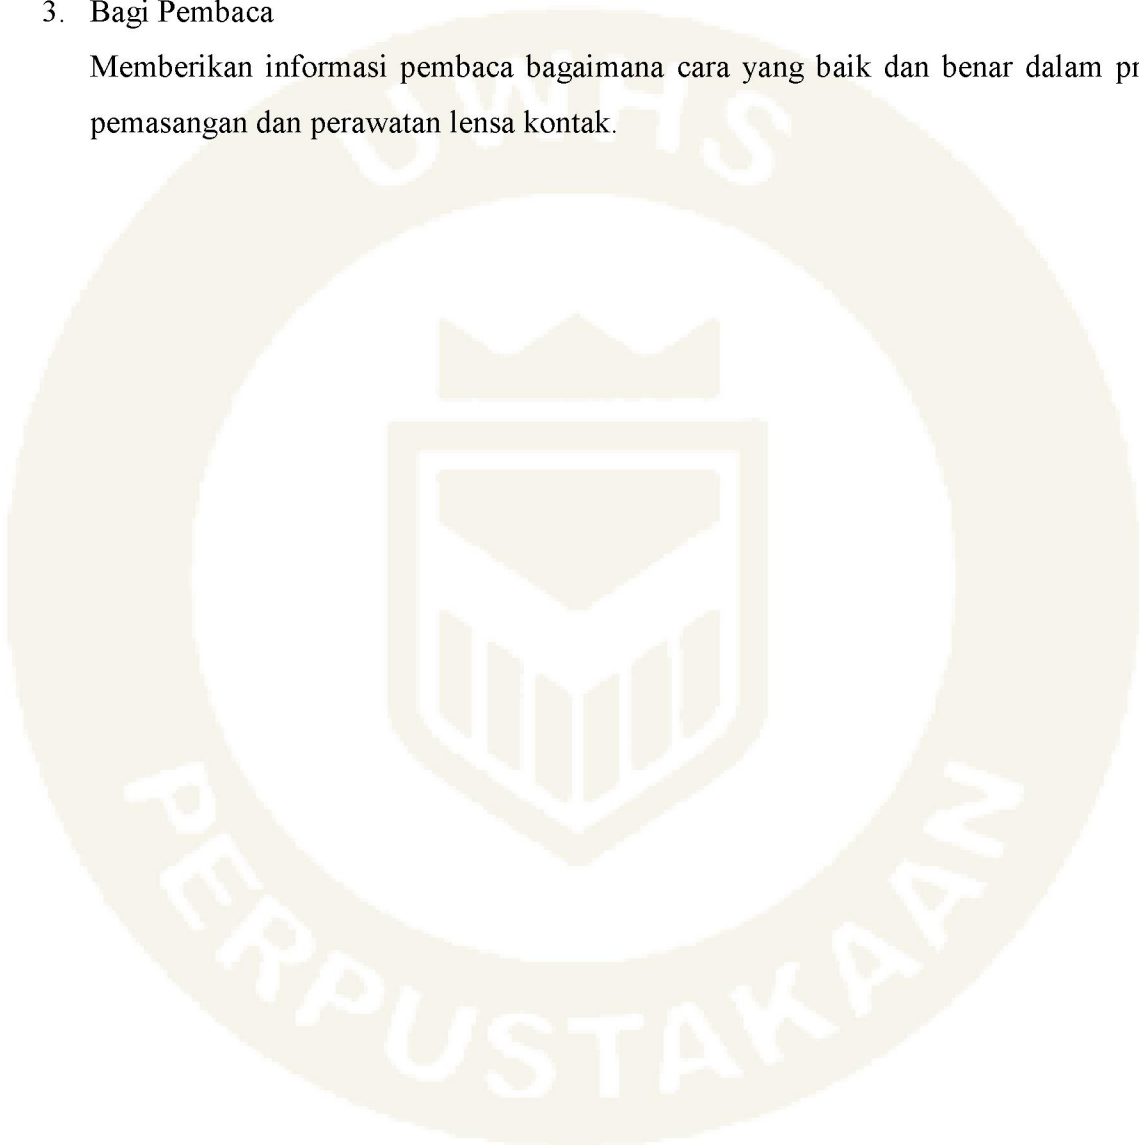 3. Bagi Pembaca
Memberikan informasi pembaca bagaimana cara yang baik dan benar dalam
pemasangan dan perawatan lensa kontak.
UWHS
PERPUSTAKAAN